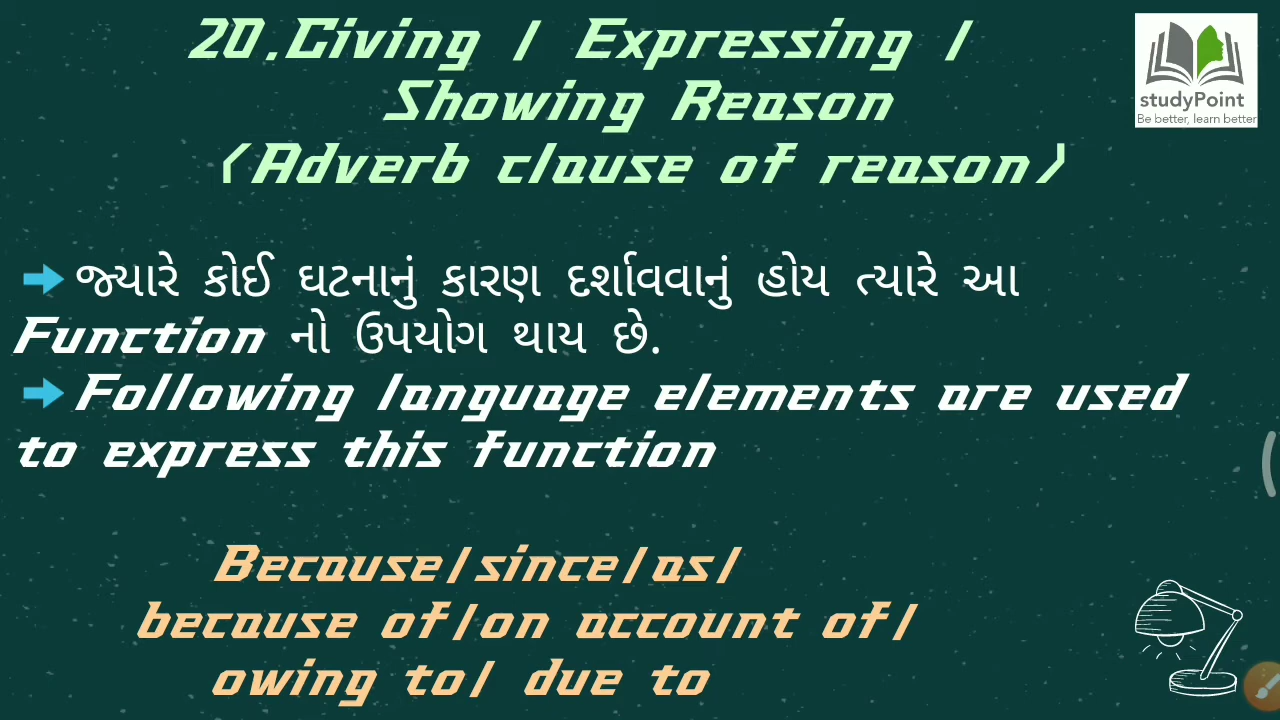 20.Giving / Expressing /
Showing Reason
(Adverb clause of reason)
studyPoint
Be better, learn better
જ્યારે કોઈ ઘટનાનું કારણ દર્શાવવાનું હોય ત્યારે આ
Function નો ઉપયોગ થાય છે.
Following language elements are used
to express this function
Because/since/as/
because of/on account of/
owing to/ due to